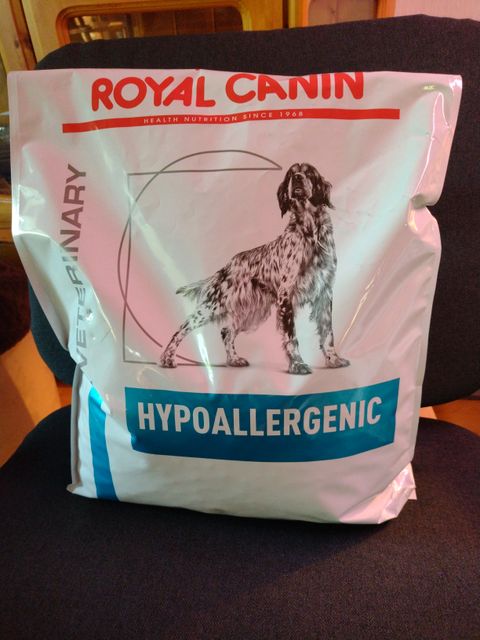 ROYAL CANIN
HEALTH NUTRITION SINCE 1968
VETERINARY
HYPOALLERGENIC